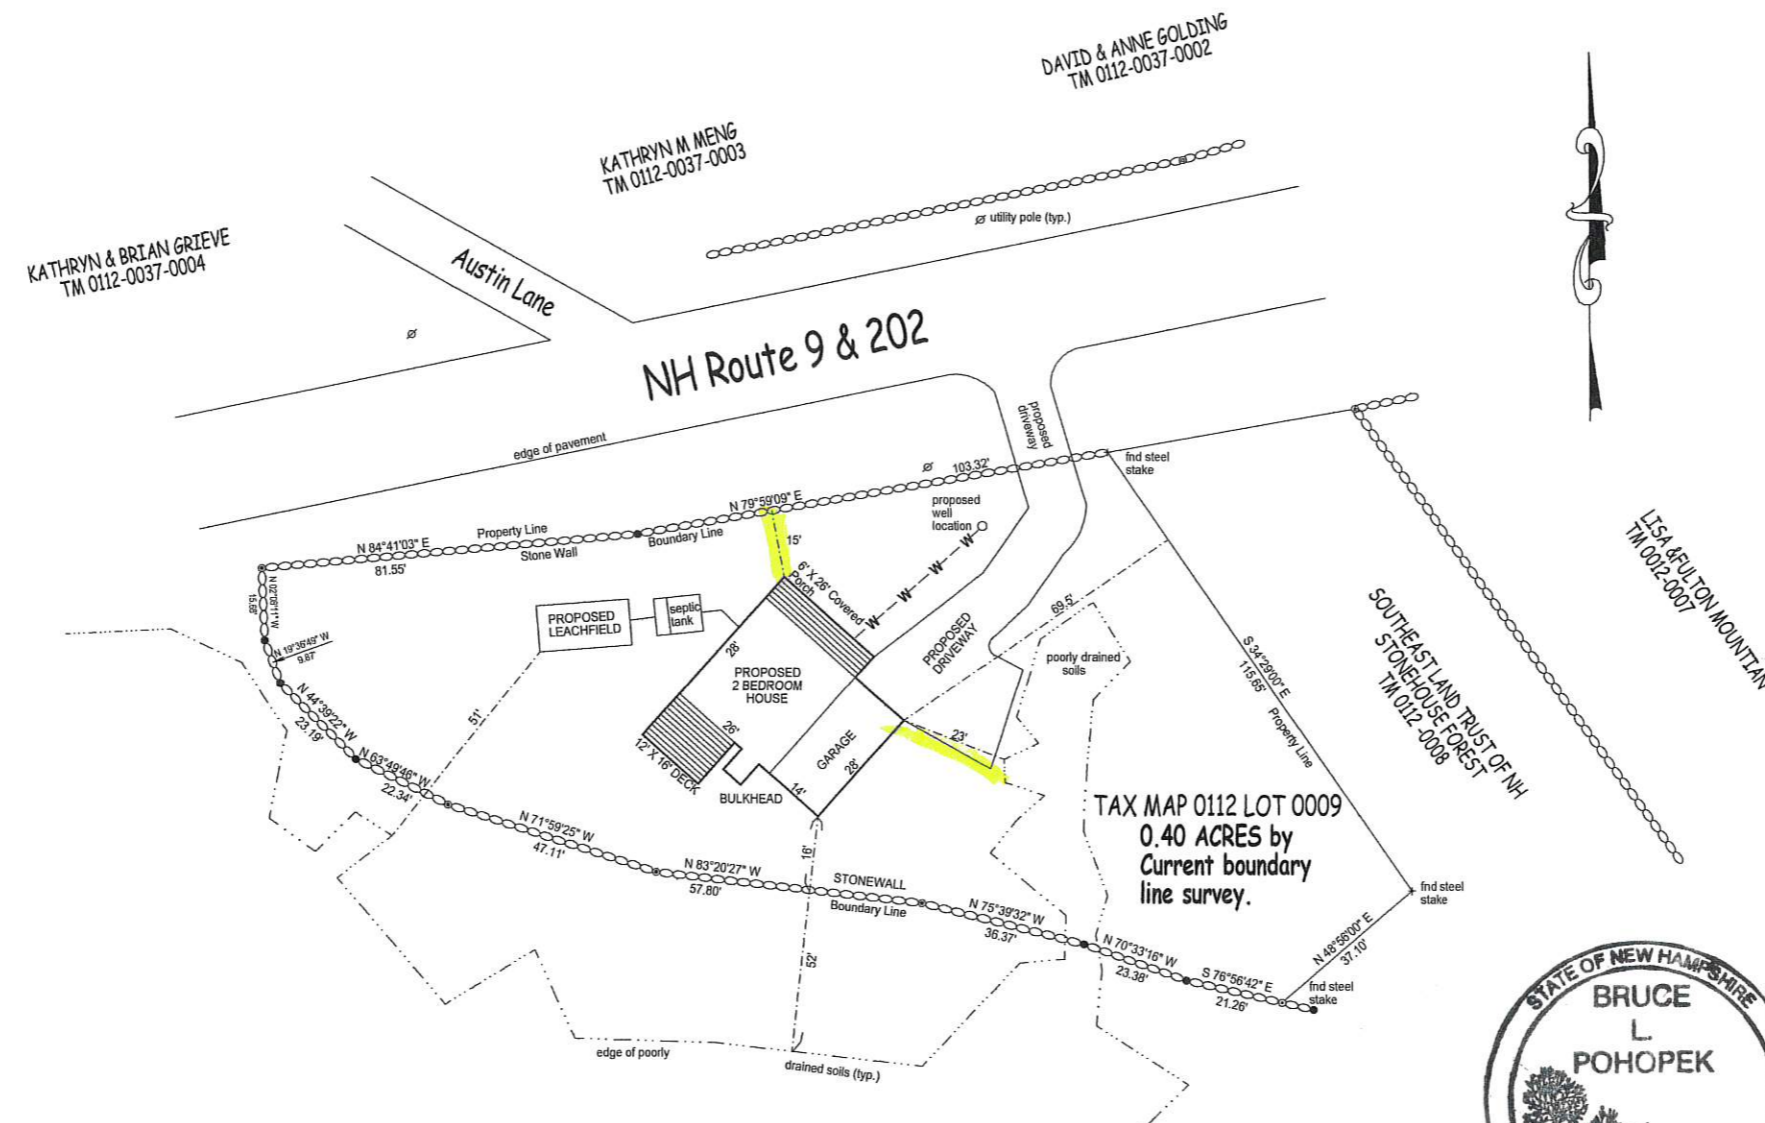 DAVID & ANNE GOLDING
TM 0112-0037-0002
KATHRYN M MENG
TM 0112-0037-0003
KATHRYN & BRIAN GRIEVE
TM 0112-0037-0004
utility pole (typ.)
Austin Lane
NH Route 9 & 202
proposed
driveway
edge of pavement
103.32'
fnd steel
stake
N 79°59'09" E
proposed
well
location
Property Line
Boundary Line
N 84°41'03" E
Stone Wall
81.55'
15'
W
W
W
W
6' X 26' Covered
Porch
N 02°08'11" W
15.68'
N 19°36'49" W
9.87'
PROPOSED
LEACHFIELD
septic
tank
28'
PROPOSED
2 BEDROOM
HOUSE
PROPOSED
DRIVEWAY
69.5'
poorly drained
soils
S 34°29'00" E
115.65'
Property Line
LISA &FULTON MOUNTIAN
TM 0012-0007
SOUTHEAST LAND TRUST OF NH
STONEHOUSE FOREST
TM 0112 -0008
N 44°39'22" W
23.19'
51'
26'
12' X 16' DECK
GARAGE
28'
23'
14'
BULKHEAD
N 63°49'46" W
22.34'
N 71°59'25" W
47.11'
TAX MAP 0112 LOT 0009
0.40 ACRES by
Current boundary
line survey.
16'
N 83°20'27" W
57.80'
STONEWALL
Boundary Line
N 75°39'32" W
36.37'
fnd steel
stake
N 70°33'16" W
23.38'
S 76°56'42" E
21.26'
N 48°56'00" E
37.10'
fnd steel
stake
52'
edge of poorly
drained soils (typ.)
STATE OF NEW HAMPSHIRE
BRUCE
L.
POHOPEK